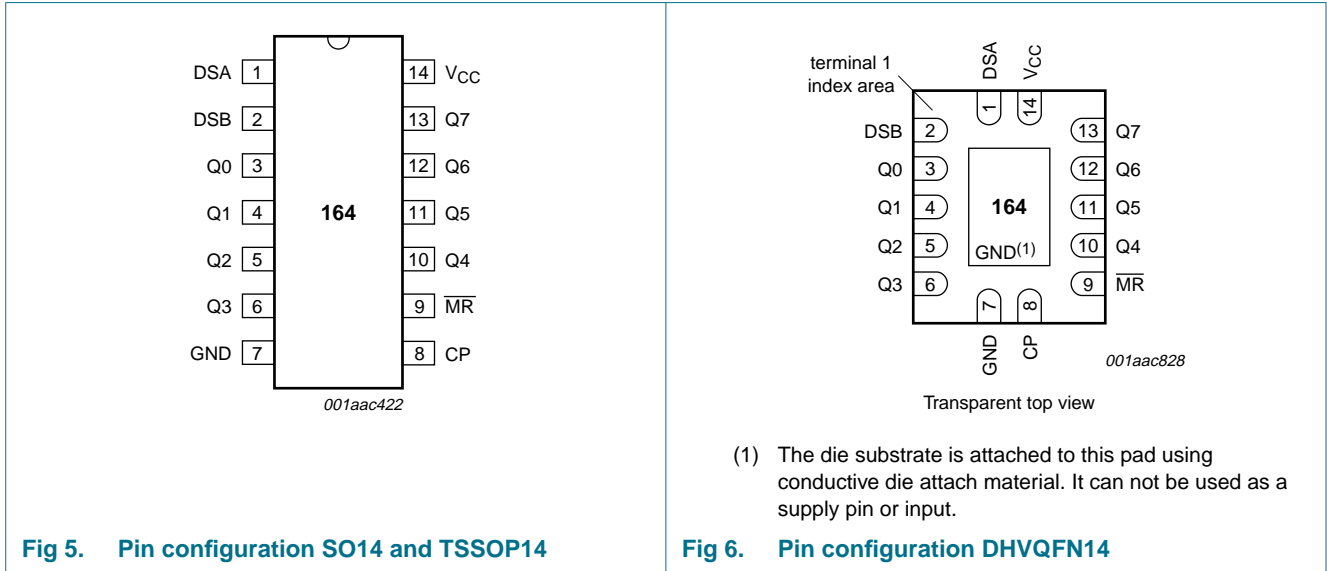 DSA 1
14 VCC
DSB 2
13 Q7
Q0 3
12 Q6
Q1 4
164
11 Q5
Q2 5
10 Q4
Q3 6
9 MR
GND 7
8 CP
001aac422
Fig 5. Pin configuration SO14 and TSSOP14
terminal 1
index area
DSA
VCC
1
14
DSB 2
13 Q7
Q0 3
12 Q6
Q1 4
164
11 Q5
Q2 5
GND(1)
10 Q4
Q3 6
9 MR
7
8
GND
CP
001aac828
Transparent top view
(1) The die substrate is attached to this pad using
conductive die attach material. It can not be used as a
supply pin or input.
Fig 6. Pin configuration DHVQFN14